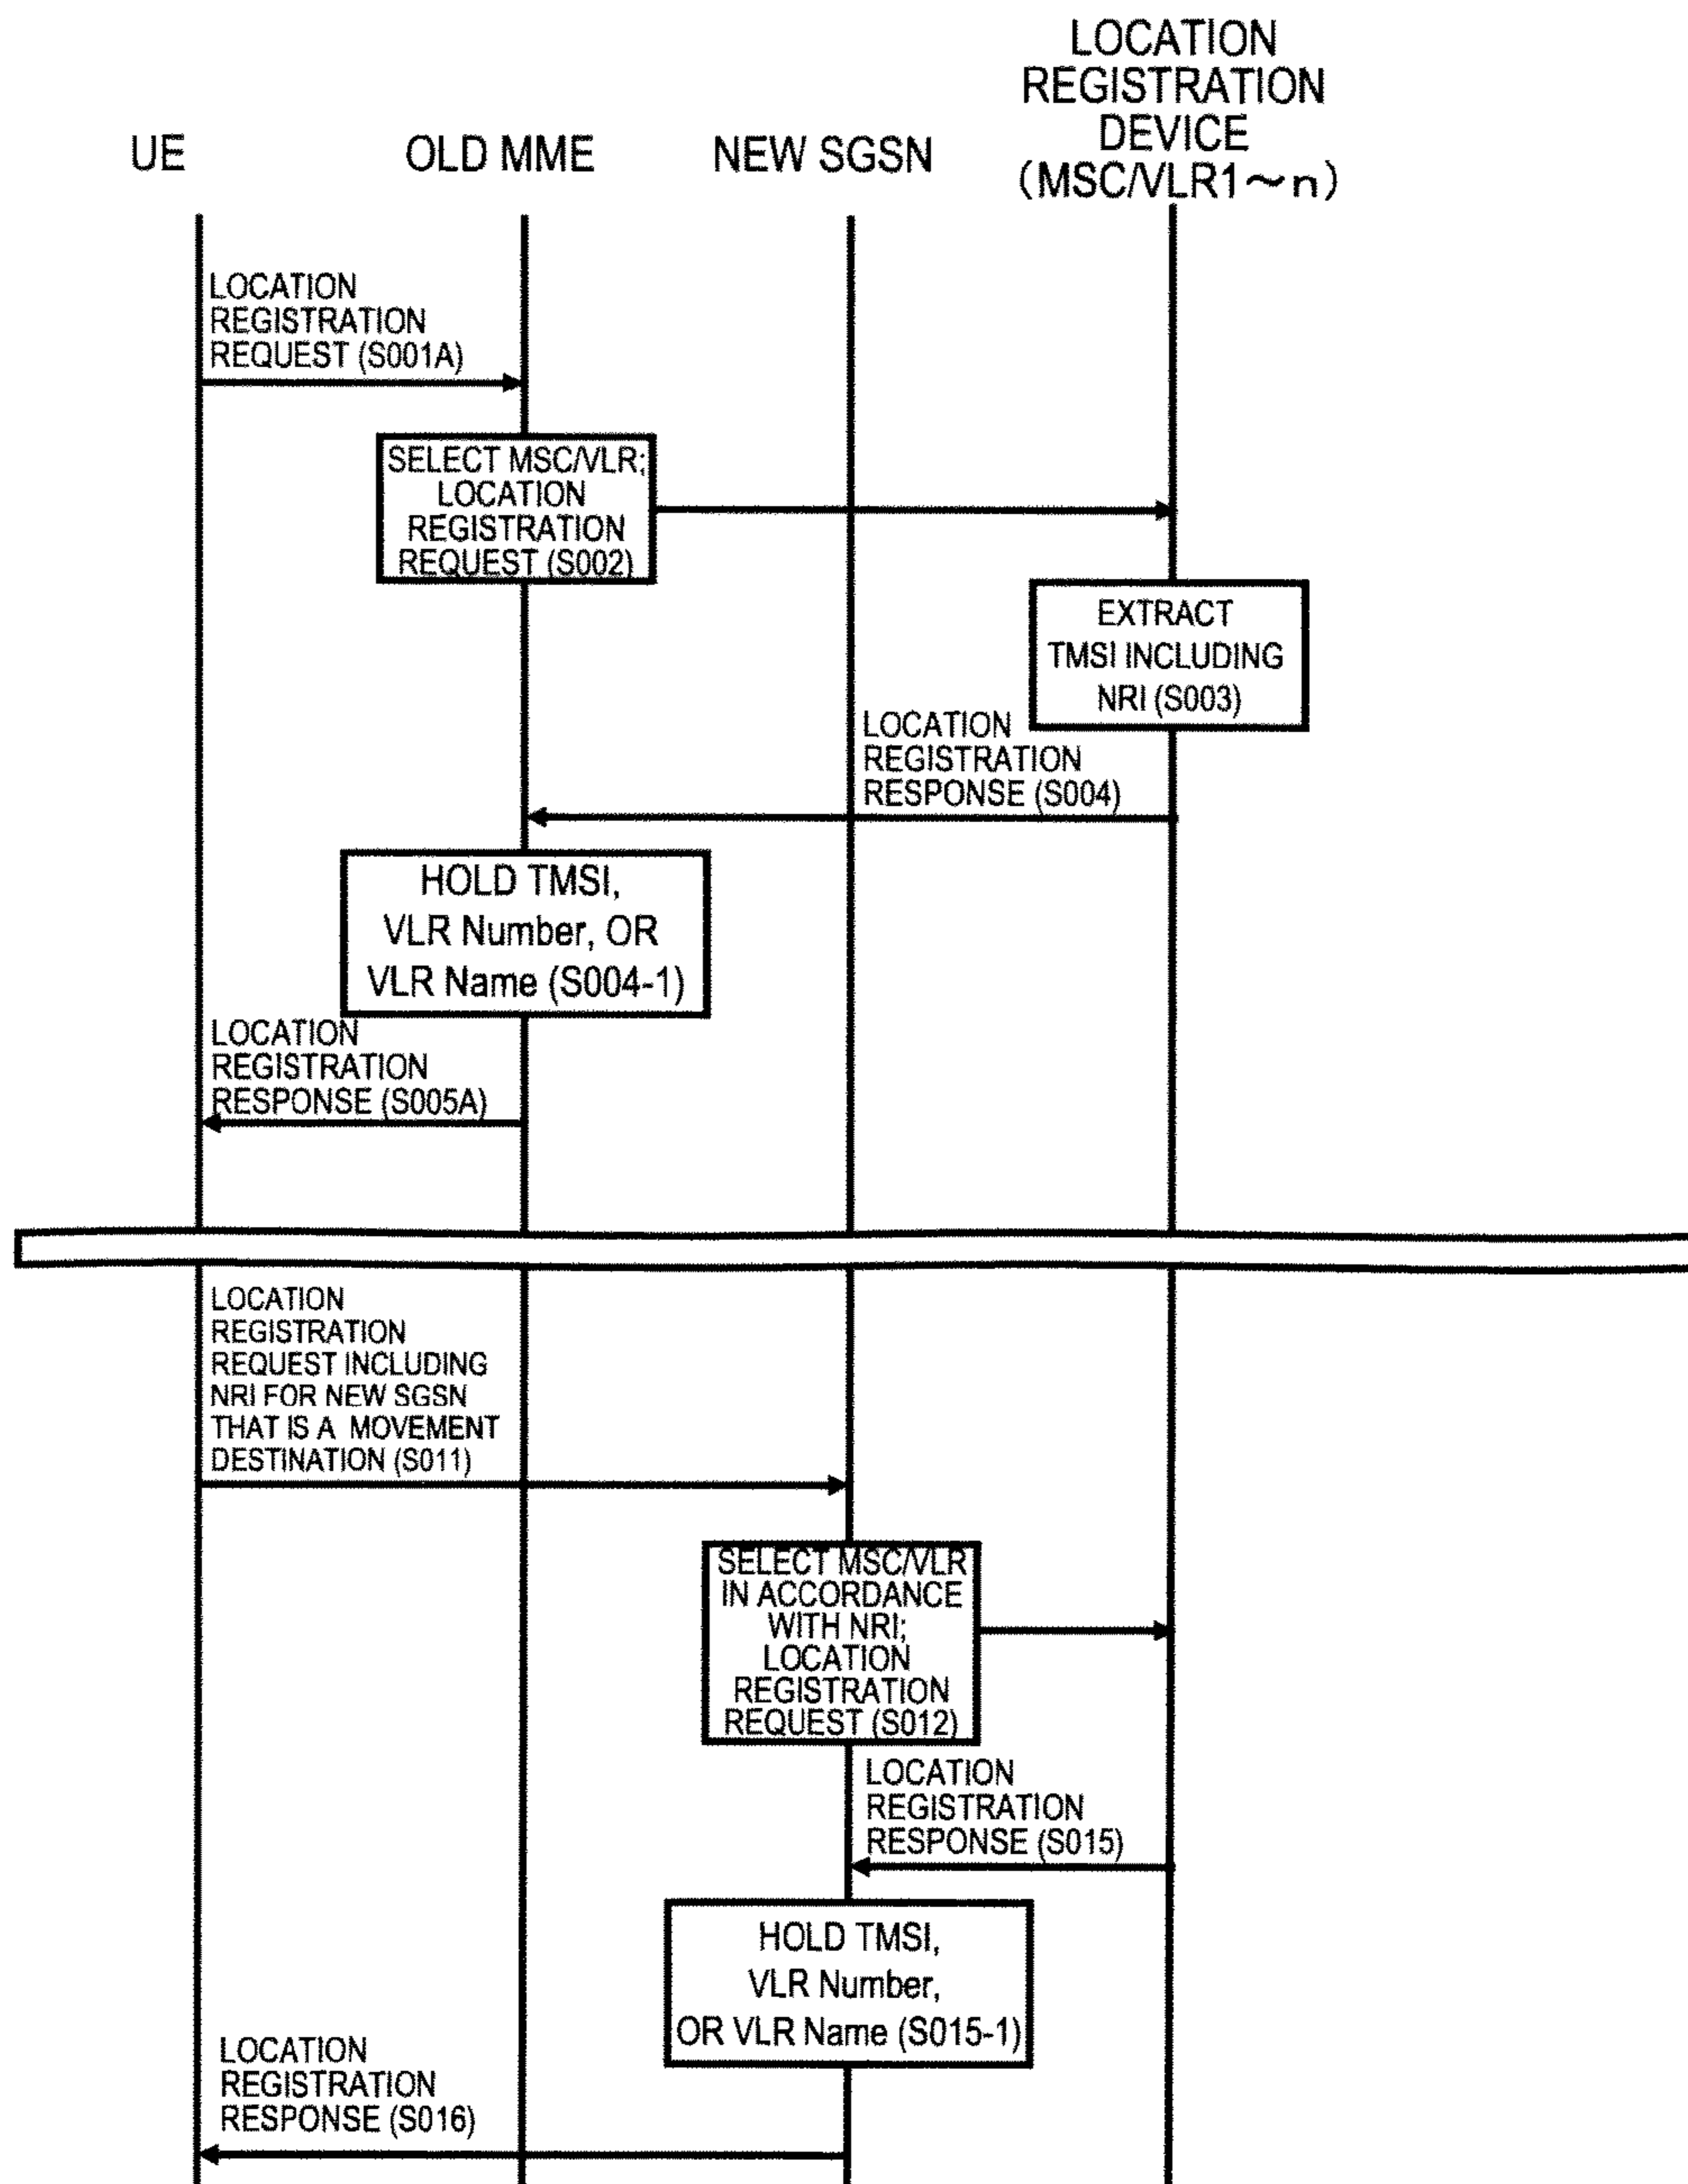 LOCATION
REGISTRATION
DEVICE
(MSC/VLR1~n)
UE
OLD MME
NEW SGSN
LOCATION
REGISTRATION
REQUEST (S001A)
SELECT MSC/VLR;
LOCATION
REGISTRATION
REQUEST (S002)
EXTRACT
TMSI INCLUDING
NRI (S003)
LOCATION
REGISTRATION
RESPONSE (S004)
HOLD TMSI,
VLR Number, OR
VLR Name (S004-1)
LOCATION
REGISTRATION
RESPONSE (S005A)
LOCATION
REGISTRATION
REQUEST INCLUDING
NRI FOR NEW SGSN
THAT IS A MOVEMENT
DESTINATION (S011)
SELECT MSC/VLR
IN ACCORDANCE
WITH NRI;
LOCATION
REGISTRATION
REQUEST (S012)
LOCATION
REGISTRATION
RESPONSE (S015)
HOLD TMSI,
VLR Number,
OR VLR Name (S015-1)
LOCATION
REGISTRATION
RESPONSE (S016)